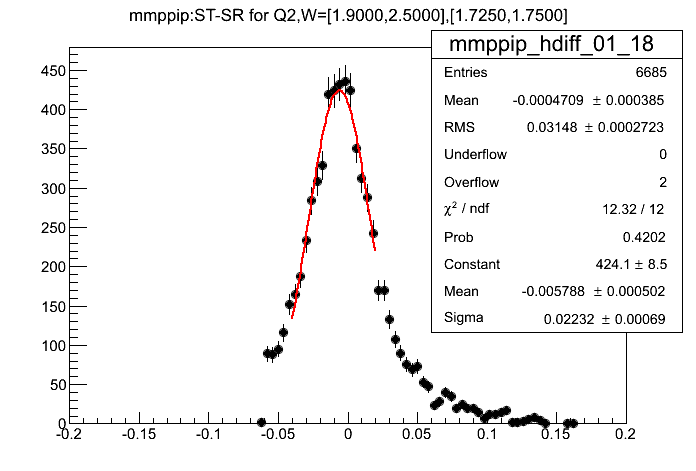 mmppip:ST-SR for Q2,W=[1.9000,2.5000],[1.7250,1.7500]
mmppip_hdiff_01_18
Entries 6685
Mean -0.0004709 ± 0.000385
RMS 0.03148 ± 0.0002723
Underflow 0
Overflow 2
χ² / ndf 12.32 / 12
Prob 0.4202
Constant 424.1 ± 8.5
Mean -0.005788 ± 0.000502
Sigma 0.02232 ± 0.00069
450
400
350
300
250
200
150
100
50
0
-0.2 -0.15 -0.1 -0.05 0 0.05 0.1 0.15 0.2